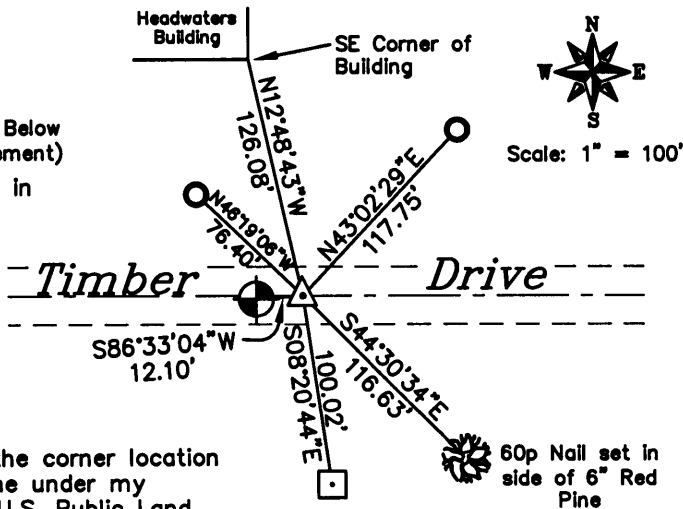 Headwaters
Building
SE Corner of
Building
N
W E
S
Scale: 1" = 100'
Below
ement)
in
N12°48'43"W
126.08'
N43°02'29"E
117.75'
N46°19'06"W
76.40'
Timber Drive
S86°33'04"W
12.10'
S08°20'44"E
100.02'
S44°30'34"E
116.63'
60p Nail set in
side of 6" Red
Pine
the corner location
ne under my
U.S. Public Land